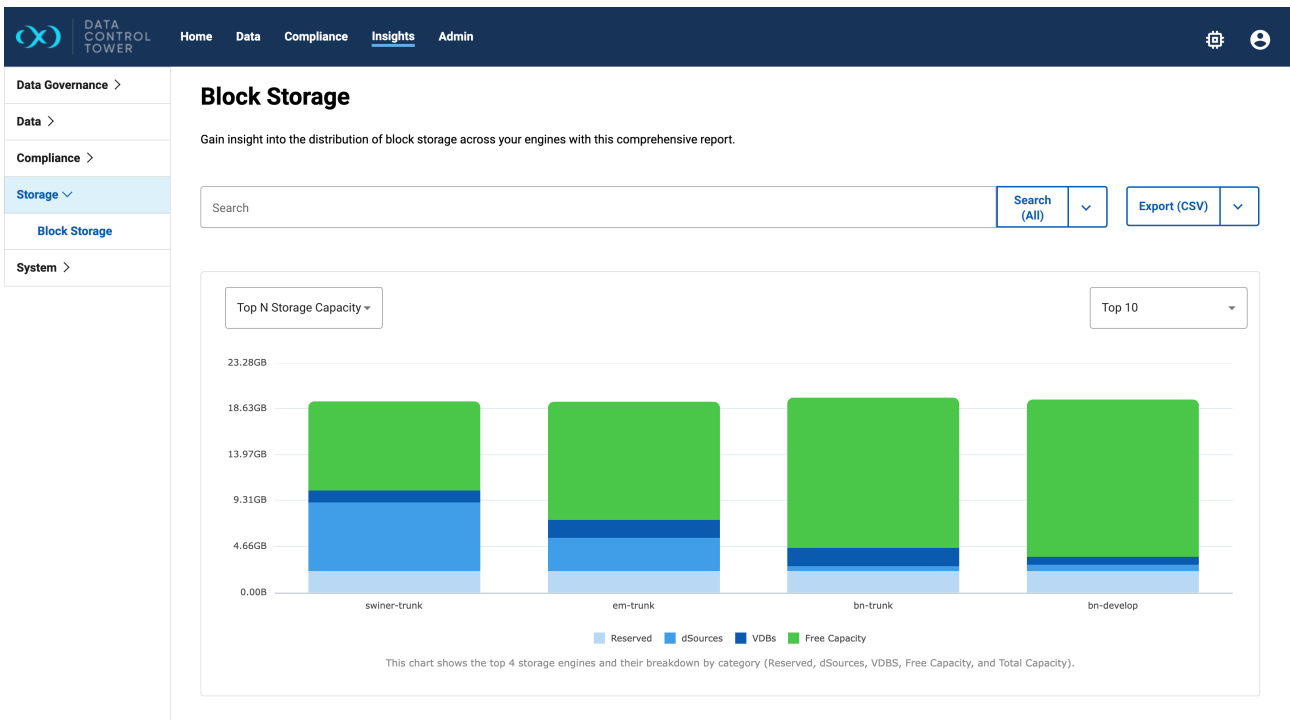 DATA
CONTROL
TOWER
Home Data Compliance Insights Admin
Data Governance
Data
Compliance
Storage
Block Storage
System
Block Storage
Gain insight into the distribution of block storage across your engines with this comprehensive report.
Search
Search
(All)
Export (CSV)
Top N Storage Capacity
Top 10
23.28GB
18.63GB
13.97GB
9.31GB
4.66GB
0.00B
swiner-trunk em-trunk bn-trunk bn-develop
Reserved dSources VDBs Free Capacity
This chart shows the top 4 storage engines and their breakdown by category (Reserved, dSources, VDBS, Free Capacity, and Total Capacity).